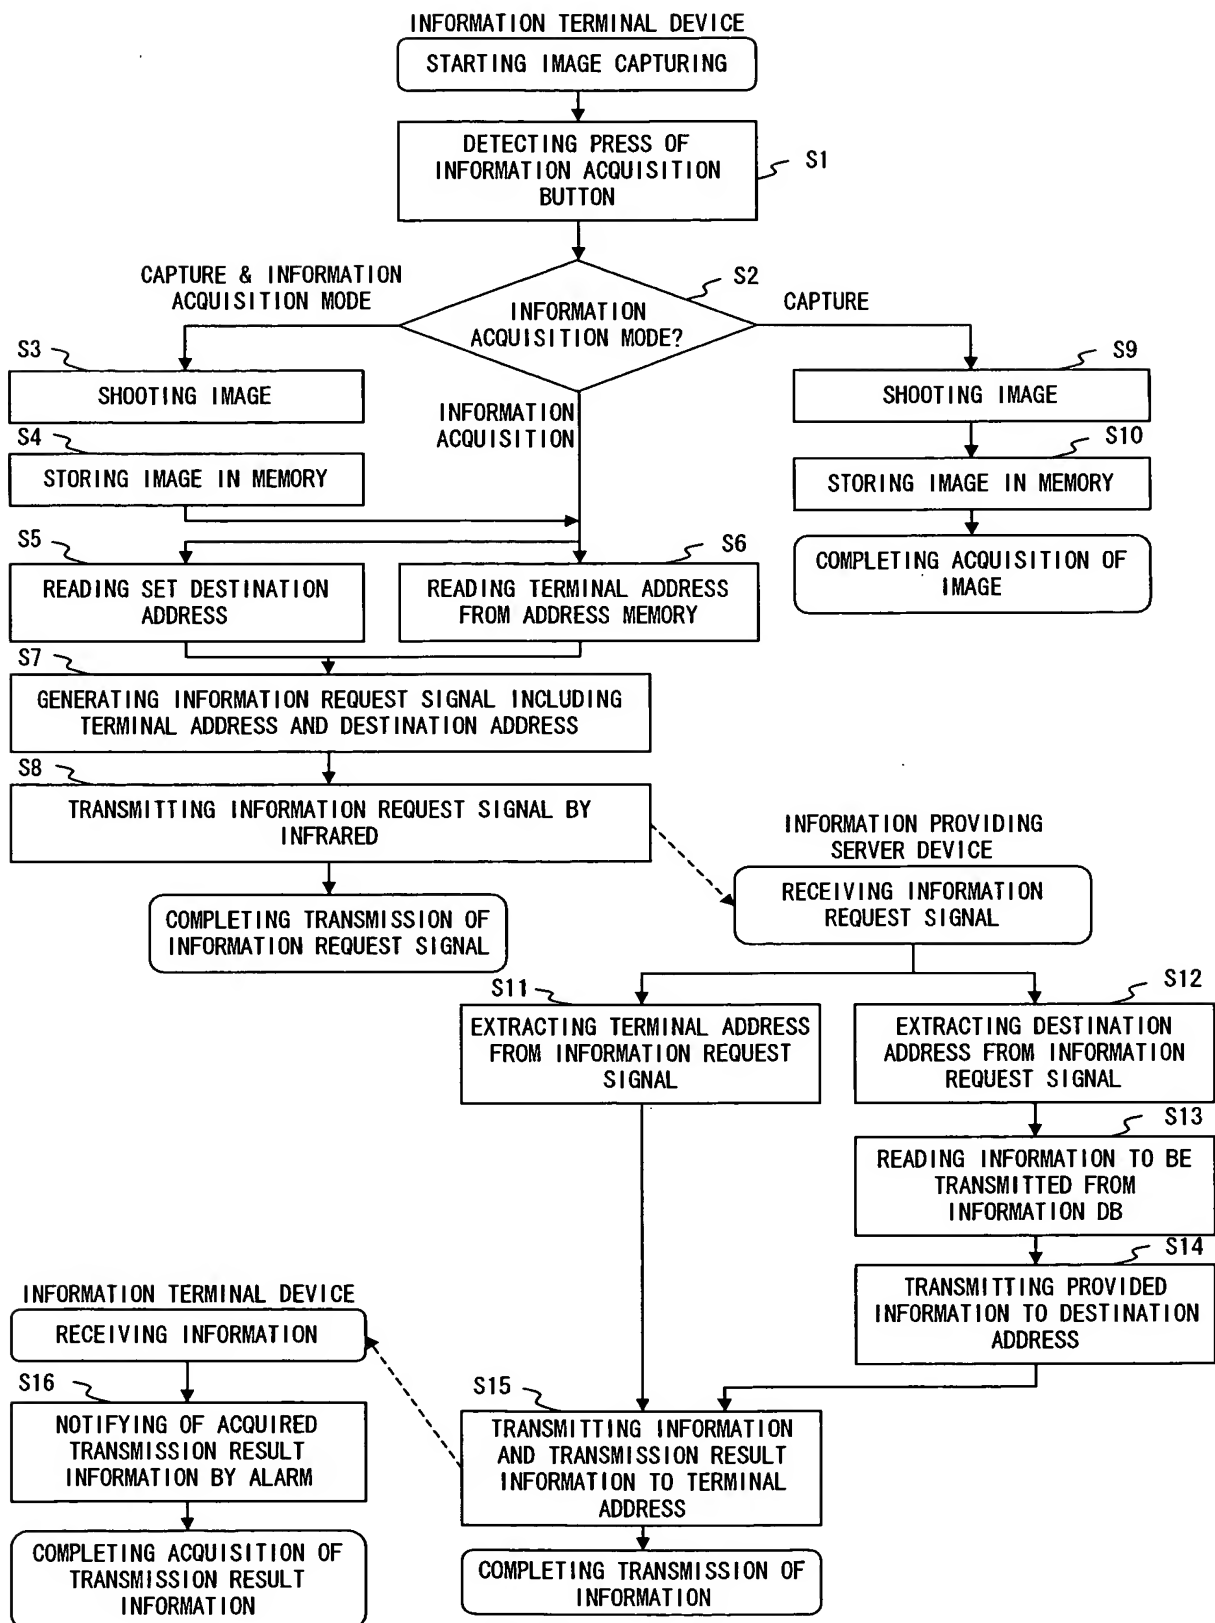 INFORMATION TERMINAL DEVICE
STARTING IMAGE CAPTURING
DETECTING PRESS OF
INFORMATION ACQUISITION
BUTTON
S1
CAPTURE & INFORMATION
ACQUISITION MODE
S2
INFORMATION
ACQUISITION MODE?
CAPTURE
S3
SHOOTING IMAGE
S9
SHOOTING IMAGE
INFORMATION
ACQUISITION
S4
STORING IMAGE IN MEMORY
S10
STORING IMAGE IN MEMORY
S5
READING SET DESTINATION
ADDRESS
S6
READING TERMINAL ADDRESS
FROM ADDRESS MEMORY
COMPLETING ACQUISITION OF
IMAGE
S7
GENERATING INFORMATION REQUEST SIGNAL INCLUDING
TERMINAL ADDRESS AND DESTINATION ADDRESS
S8
TRANSMITTING INFORMATION REQUEST SIGNAL BY
INFRARED
INFORMATION PROVIDING
SERVER DEVICE
RECEIVING INFORMATION
REQUEST SIGNAL
COMPLETING TRANSMISSION OF
INFORMATION REQUEST SIGNAL
S11
EXTRACTING TERMINAL ADDRESS
FROM INFORMATION REQUEST
SIGNAL
S12
EXTRACTING DESTINATION
ADDRESS FROM INFORMATION
REQUEST SIGNAL
S13
READING INFORMATION TO BE
TRANSMITTED FROM
INFORMATION DB
S14
TRANSMITTING PROVIDED
INFORMATION TO DESTINATION
ADDRESS
INFORMATION TERMINAL DEVICE
RECEIVING INFORMATION
S16
NOTIFYING OF ACQUIRED
TRANSMISSION RESULT
INFORMATION BY ALARM
S15
TRANSMITTING INFORMATION
AND TRANSMISSION RESULT
INFORMATION TO TERMINAL
ADDRESS
COMPLETING ACQUISITION OF
TRANSMISSION RESULT
INFORMATION
COMPLETING TRANSMISSION OF
INFORMATION